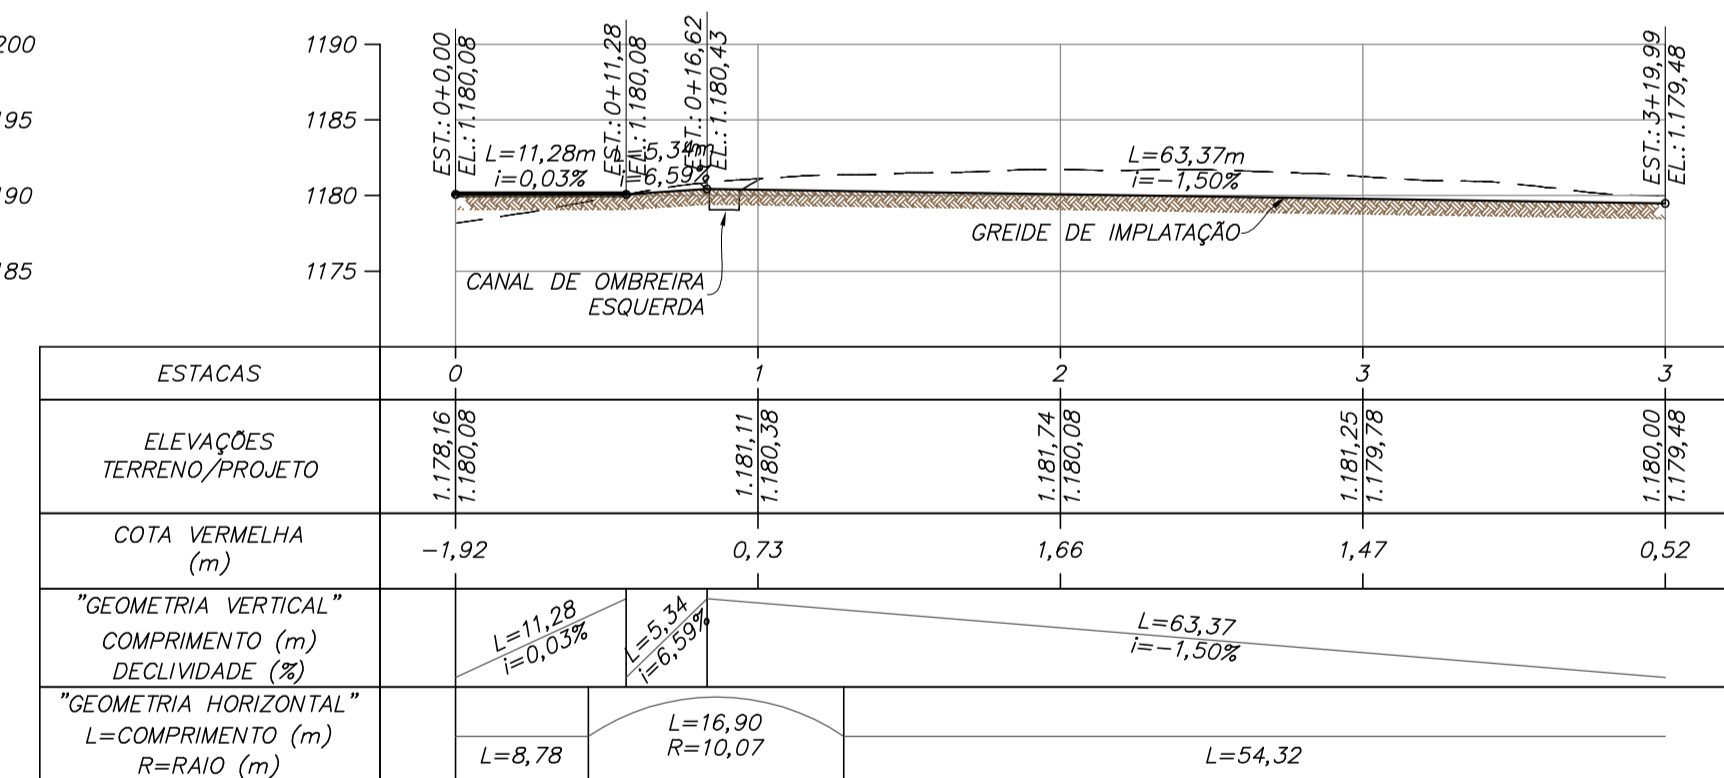 200
1190
195
1185
190
1180
185
1175
EST.: 0+0,00
EL.: 1.180,08
EST.: 0+11,28
EL.: 1.180,08
EST.: 0+16,62
EL.: 1.180,43
EST.: 3+19,99
EL.: 1.179,48
L=11,28m
i=0,03%
L=5,34m
i=6,59%
L=63,37m
i=-1,50%
GREIDE DE IMPLATAÇÃO
CANAL DE OMBREIRA
ESQUERDA
ESTACAS
0
1
2
3
3
ELEVAÇÕES
TERRENO/PROJETO
1.178,16
1.180,08
1.181,11
1.180,38
1.181,74
1.180,08
1.181,25
1.179,78
1.180,00
1.179,48
COTA VERMELHA
(m)
-1,92
0,73
1,66
1,47
0,52
"GEOMETRIA VERTICAL"
COMPRIMENTO (m)
DECLIVIDADE (%)
L=11,28
i=0,03%
L=5,34
i=6,59%
L=63,37
i=-1,50%
"GEOMETRIA HORIZONTAL"
L=COMPRIMENTO (m)
R=RAIO (m)
L=8,78
L=16,90
R=10,07
L=54,32